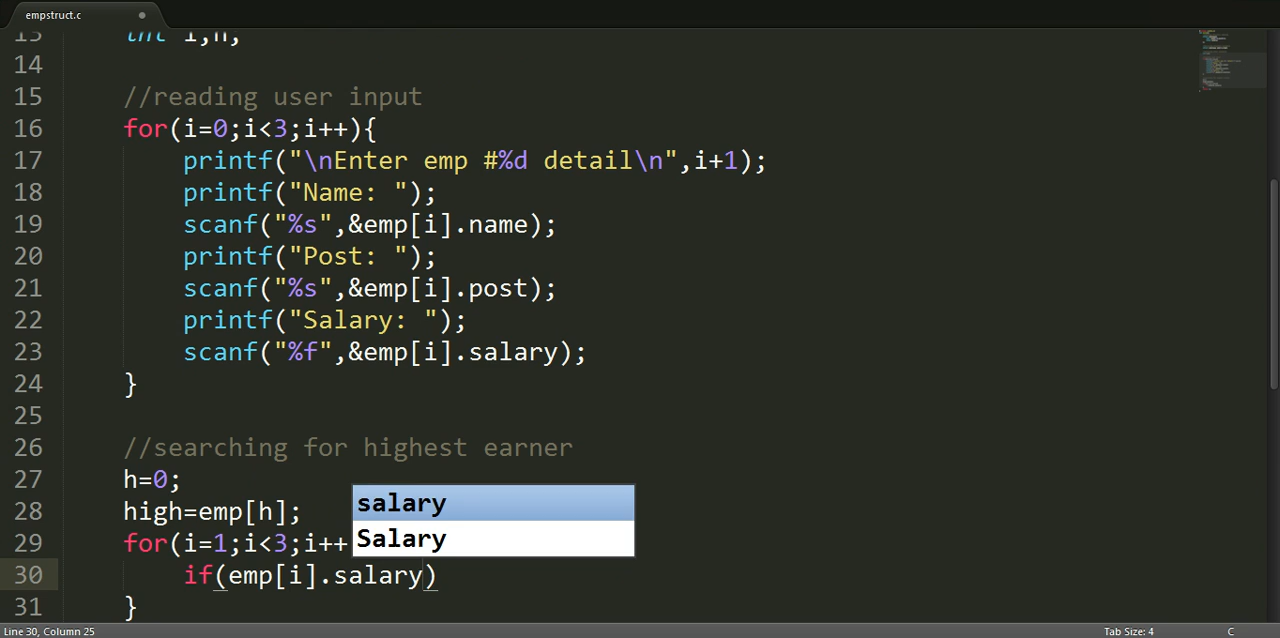 empstruct.c
13 int i,n,
14
15 //reading user input
16 for(i=0;i<3;i++){
17 printf("\nEnter emp #%d detail\n",i+1);
18 printf("Name: ");
19 scanf("%s",&emp[i].name);
20 printf("Post: ");
21 scanf("%s",&emp[i].post);
22 printf("Salary: ");
23 scanf("%f",&emp[i].salary);
24 }
25
26 //searching for highest earner
27 h=0;
28 high=emp[h];
salary
Salary
29 for(i=1;i<3;i++
30 if(emp[i].salary)
31 }
Line 30, Column 25
Tab Size: 4
C